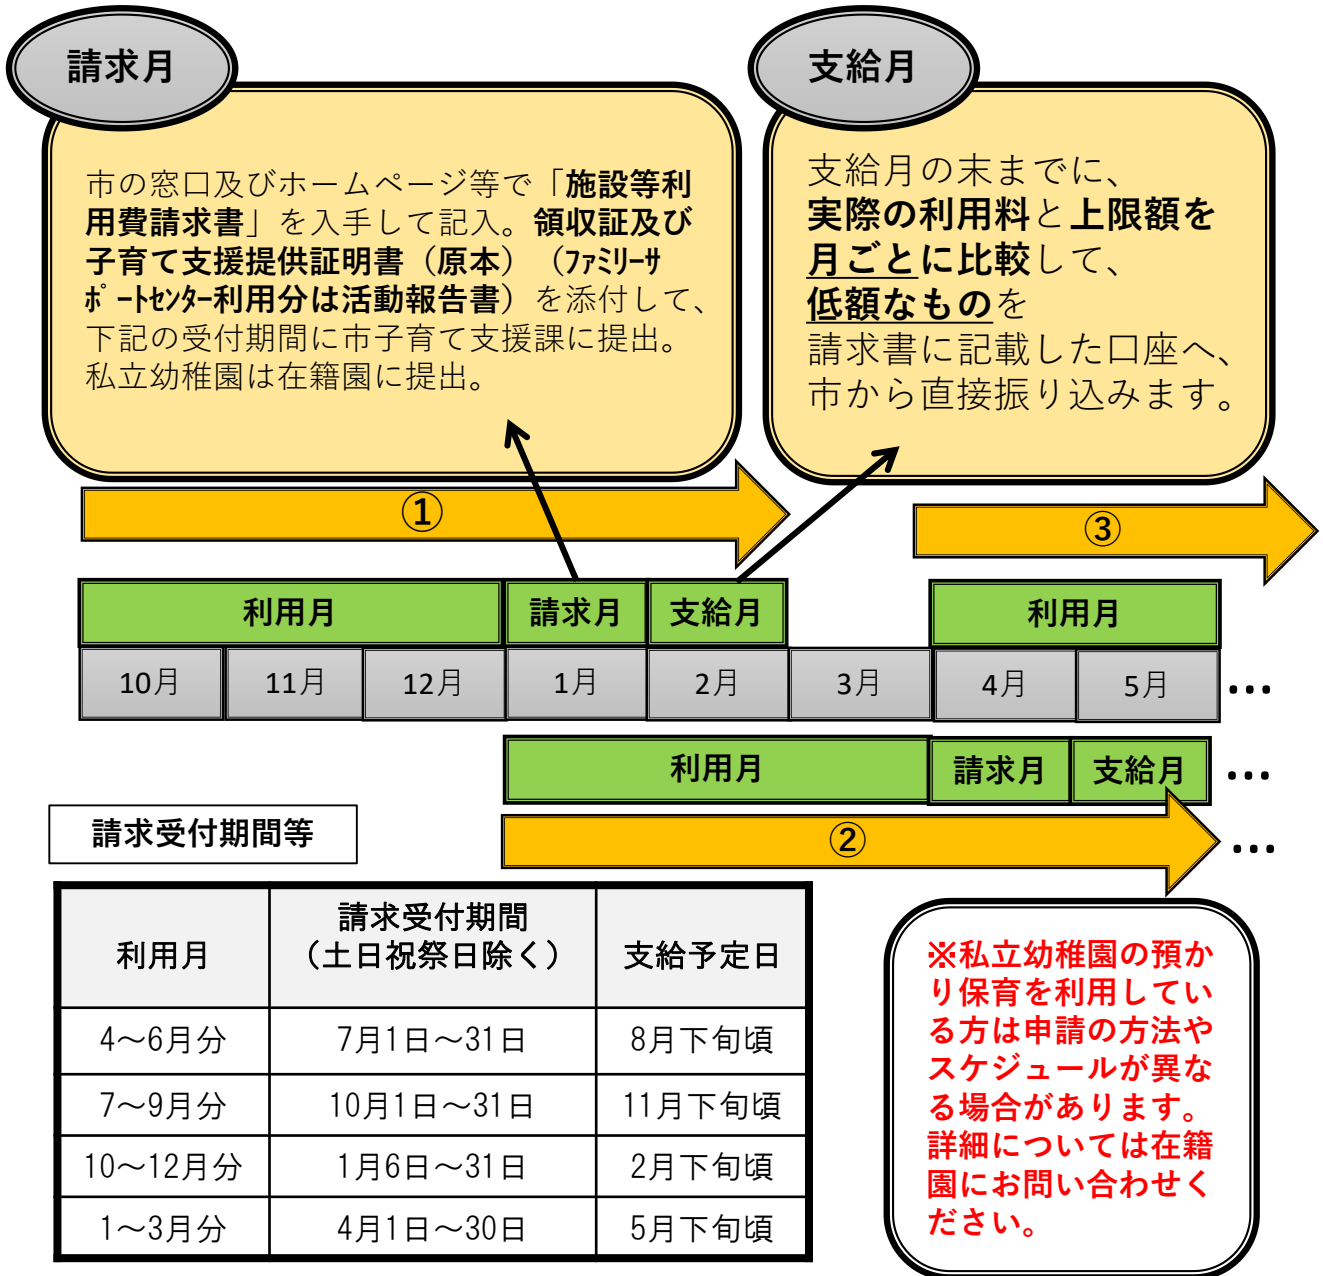 請求月
市の窓口及びホームページ等で「施設等利
用費請求書」を入手して記入。領収証及び
子育て支援提供証明書（原本）（ﾌｧﾐﾘｰｻ
ﾎﾟｰﾄｾﾝﾀｰ利用分は活動報告書）を添付して、
下記の受付期間に市子育て支援課に提出。
私立幼稚園は在籍園に提出。
支給月
支給月の末までに、
実際の利用料と上限額を
月ごとに比較して、
低額なものを
請求書に記載した口座へ、
市から直接振り込みます。
①
③
利用月 請求月 支給月 利用月
10月 11月 12月 1月 2月 3月 4月 5月 …
利用月 請求月 支給月 …
② …
請求受付期間等
利用月 請求受付期間 支給予定日
（土日祝祭日除く）
4～6月分 7月1日～31日 8月下旬頃
7～9月分 10月1日～31日 11月下旬頃
10～12月分 1月6日～31日 2月下旬頃
1～3月分 4月1日～30日 5月下旬頃
※私立幼稚園の預か
り保育を利用してい
る方は申請の方法や
スケジュールが異な
る場合があります。
詳細については在籍
園にお問い合わせく
ださい。